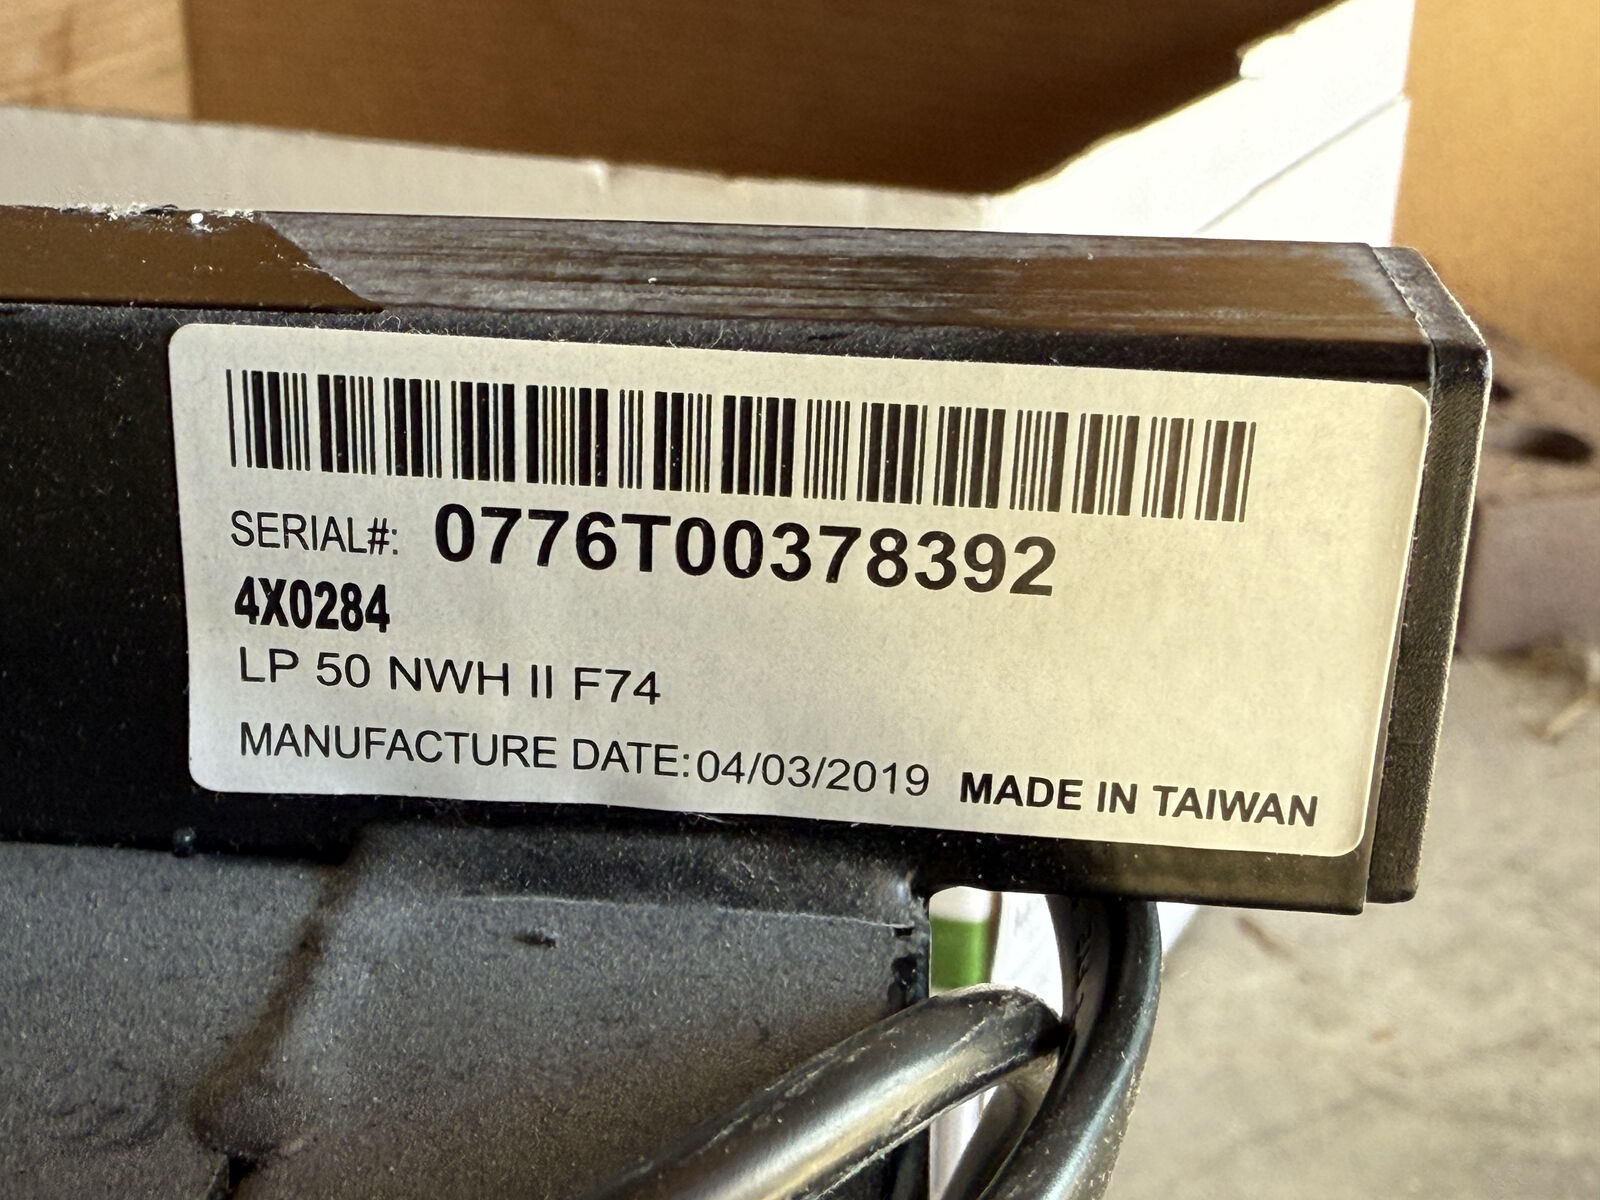 SERIAL#: 0776T00378392
4X0284
LP 50 NWH II F74
MANUFACTURE DATE:04/03/2019 MADE IN TAIWAN